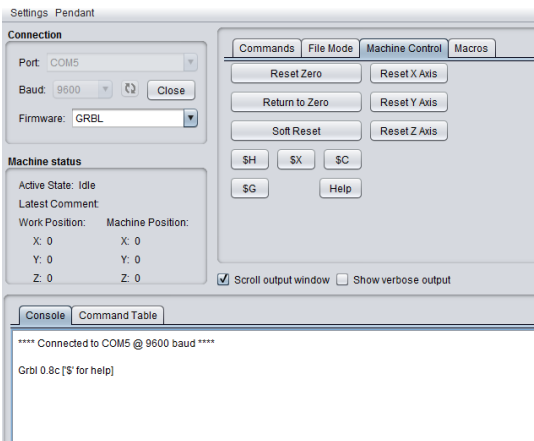 Settings Pendant
Connection
Port: COM5
Baud: 9600 Close
Firmware: GRBL
Machine status
Active State: Idle
Latest Comment:
Work Position: Machine Position:
X: 0 X: 0
Y: 0 Y: 0
Z: 0 Z: 0
Commands File Mode Machine Control Macros
Reset Zero Reset X Axis
Return to Zero Reset Y Axis
Soft Reset Reset Z Axis
$H $X $C
$G Help
Scroll output window Show verbose output
Console Command Table
**** Connected to COM5 @ 9600 baud ****
Grbl 0.8c ['$' for help]